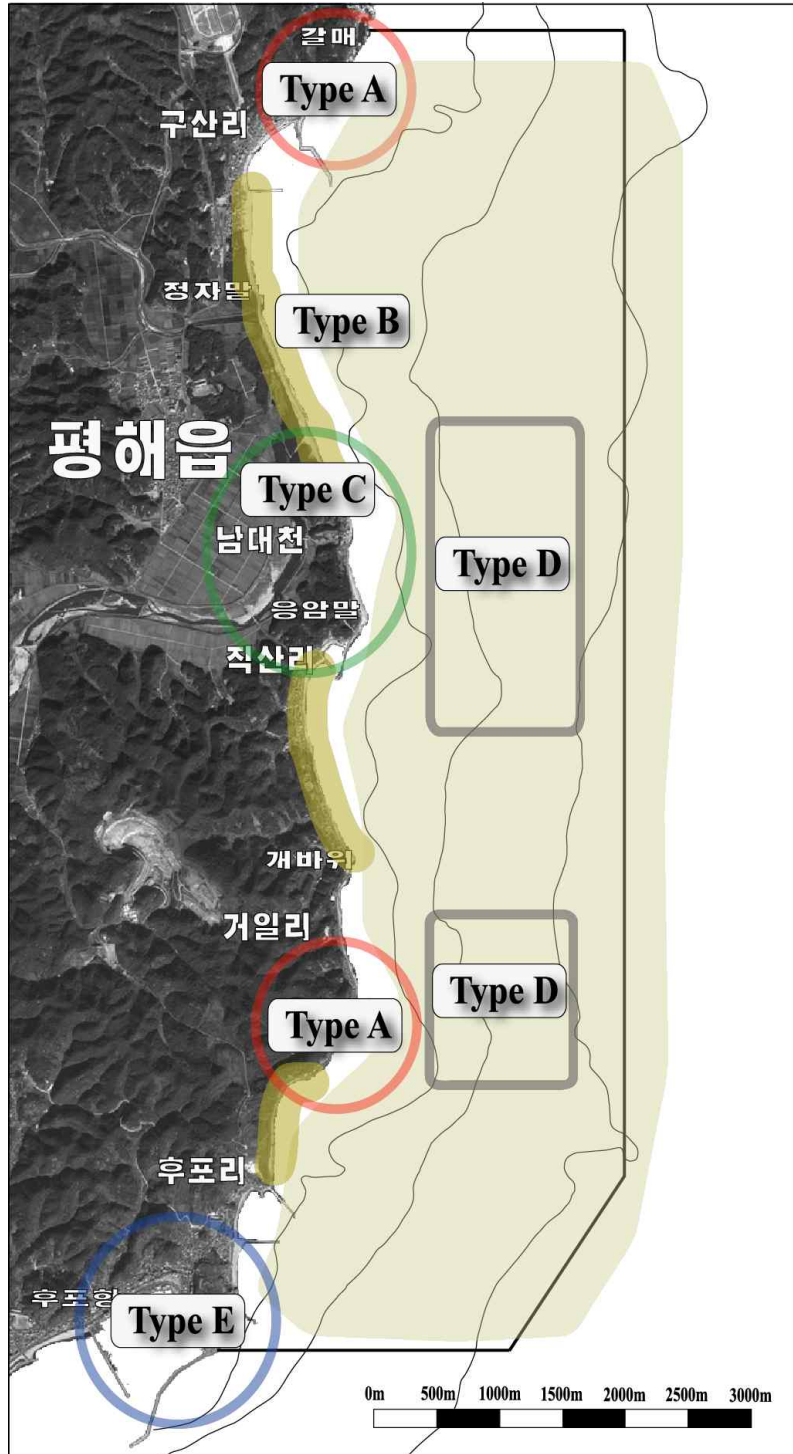 갈매
Type A
구산리
정자말
Type B
평해읍
Type C
남대천
Type D
응암말
직산리
개바위
거일리
Type D
Type A
후포리
후포항
Type E
0m 500m 1000m 1500m 2000m 2500m 3000m